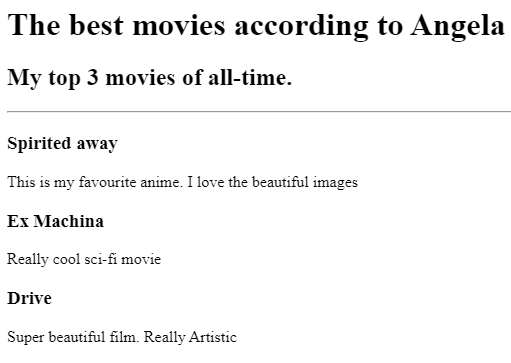 The best movies according to Angela
My top 3 movies of all-time.
Spirited away
This is my favourite anime. I love the beautiful images
Ex Machina
Really cool sci-fi movie
Drive
Super beautiful film. Really Artistic